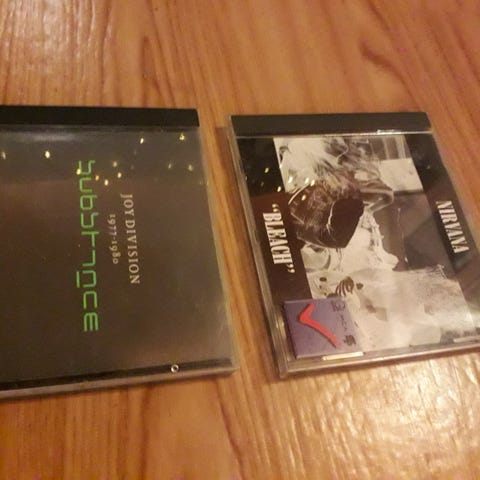 JOY DIVISION
1977-1980
substance
NIRVANA
"BLEACH"